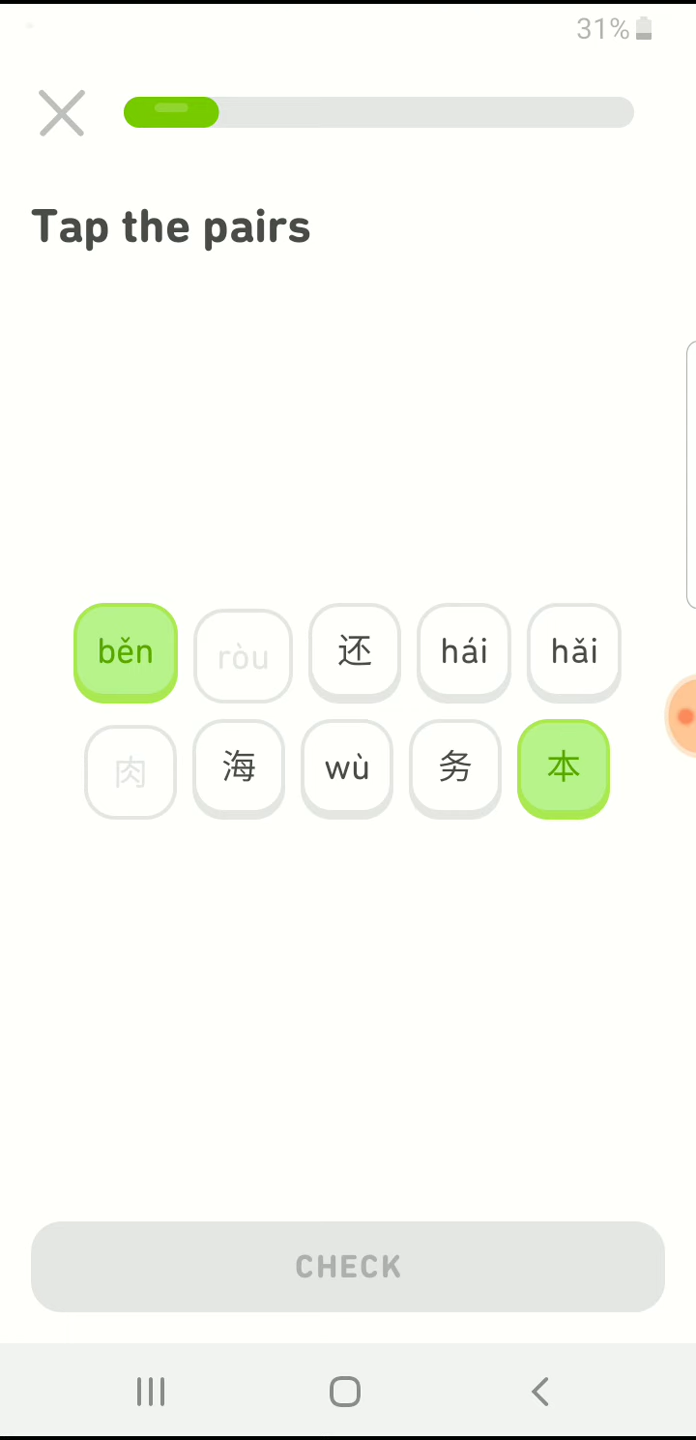 31%
Tap the pairs
běn ròu 还 hái hǎi
肉 海 wù 务 本
CHECK